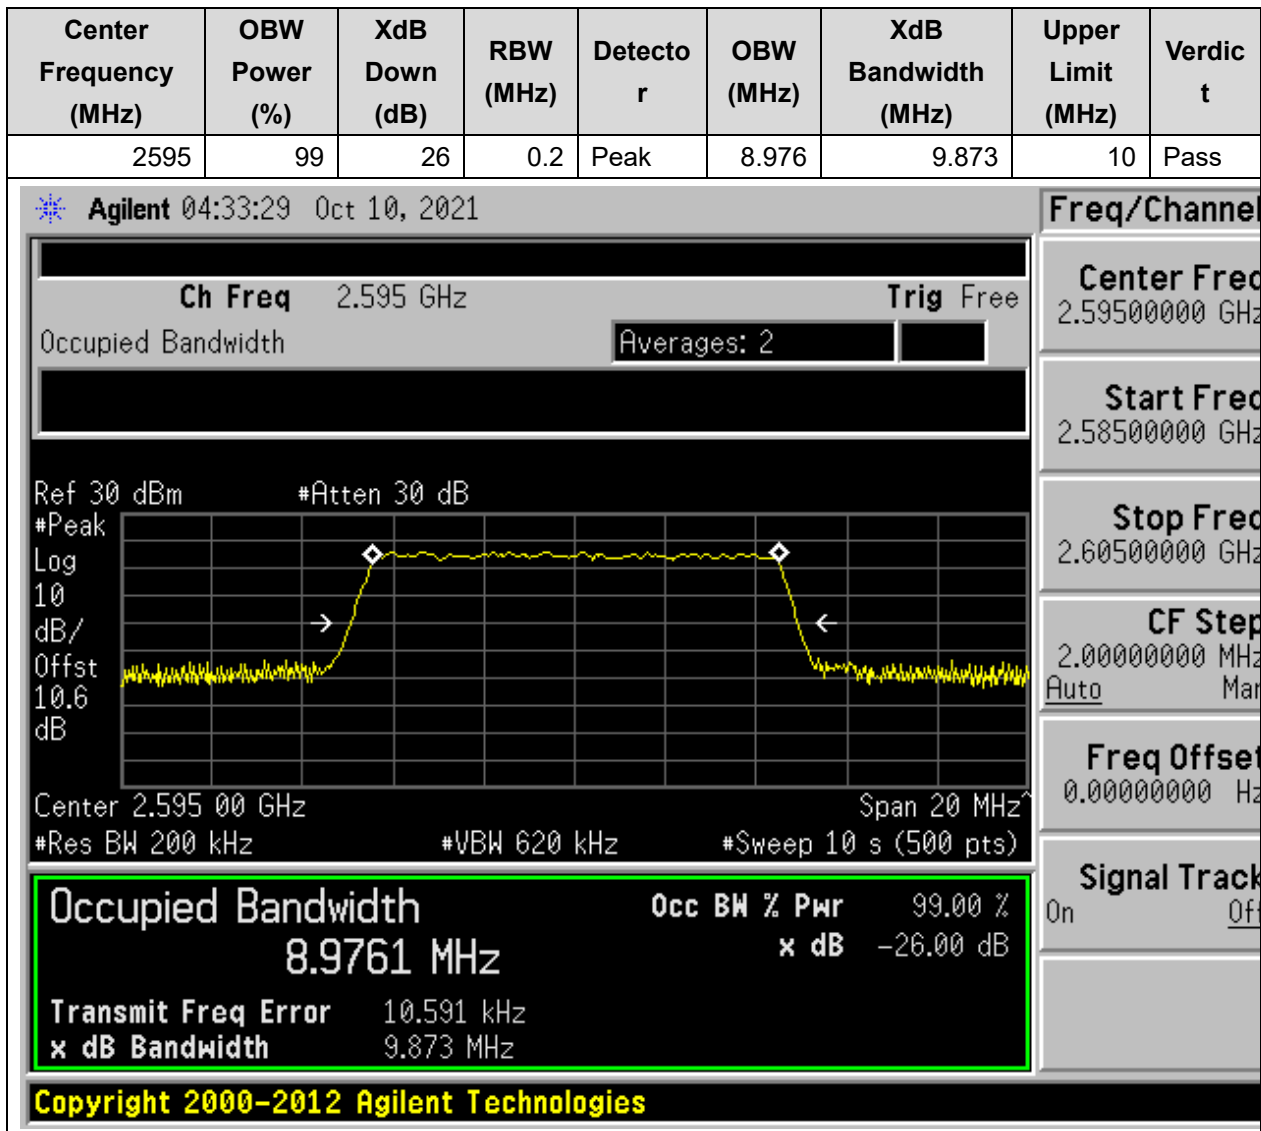 Center Frequency (MHz) OBW Power (%) XdB Down (dB) RBW (MHz) Detector OBW (MHz) XdB Bandwidth (MHz) Upper Limit (MHz) Verdict
2595 99 26 0.2 Peak 8.976 9.873 10 Pass
Agilent 04:33:29 Oct 10, 2021
Freq/Channel
Ch Freq 2.595 GHz Trig Free
Occupied Bandwidth Averages: 2
Center Freq
2.59500000 GHz
Start Freq
2.58500000 GHz
Stop Freq
2.60500000 GHz
CF Step
2.00000000 MHz
Auto Man
Freq Offset
0.00000000 Hz
Signal Track
On Off
Ref 30 dBm #Atten 30 dB
#Peak
Log
10
dB/
Offst
10.6
dB
Center 2.595 00 GHz Span 20 MHz^
#Res BW 200 kHz #VBW 620 kHz #Sweep 10 s (500 pts)
Occupied Bandwidth Occ BW % Pwr 99.00 %
8.9761 MHz x dB -26.00 dB
Transmit Freq Error 10.591 kHz
x dB Bandwidth 9.873 MHz
Copyright 2000-2012 Agilent Technologies